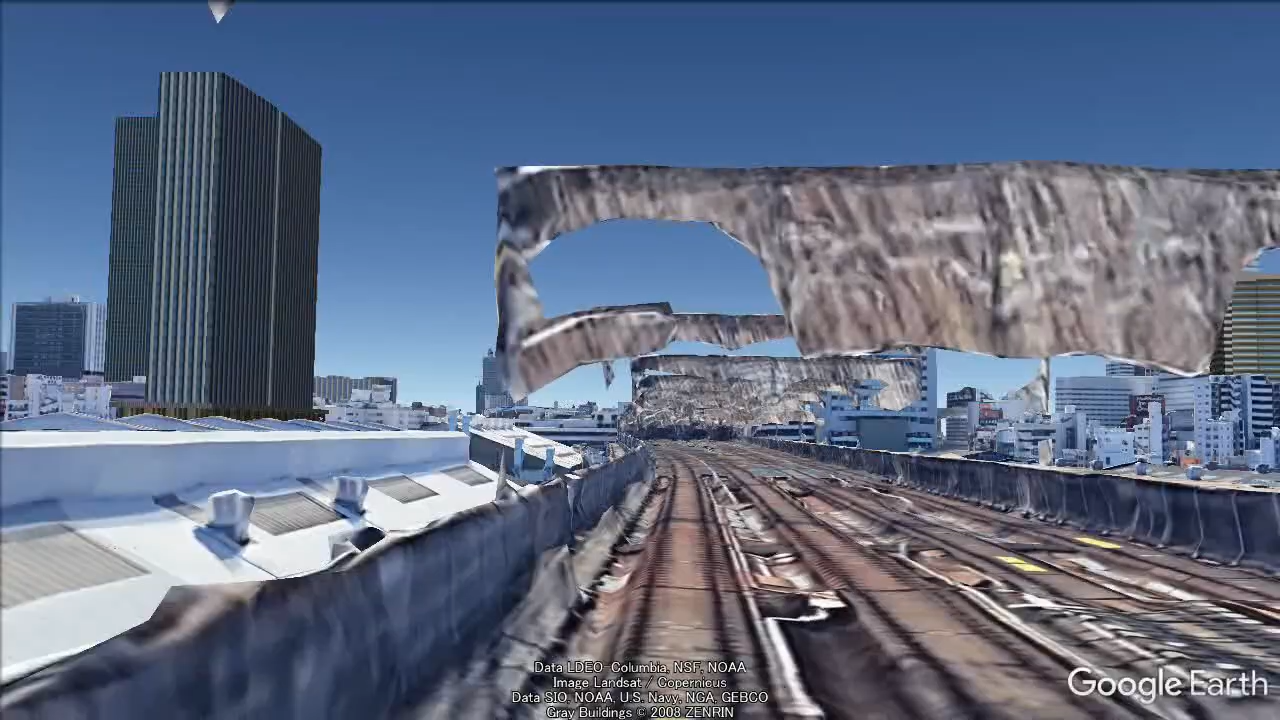 Data LDEO-Columbia, NSF, NOAA
Image Landsat / Copernicus
Data SIO, NOAA, U.S. Navy, NGA, GEBCO
Gray Buildings © 2008 ZENRIN
Google Earth